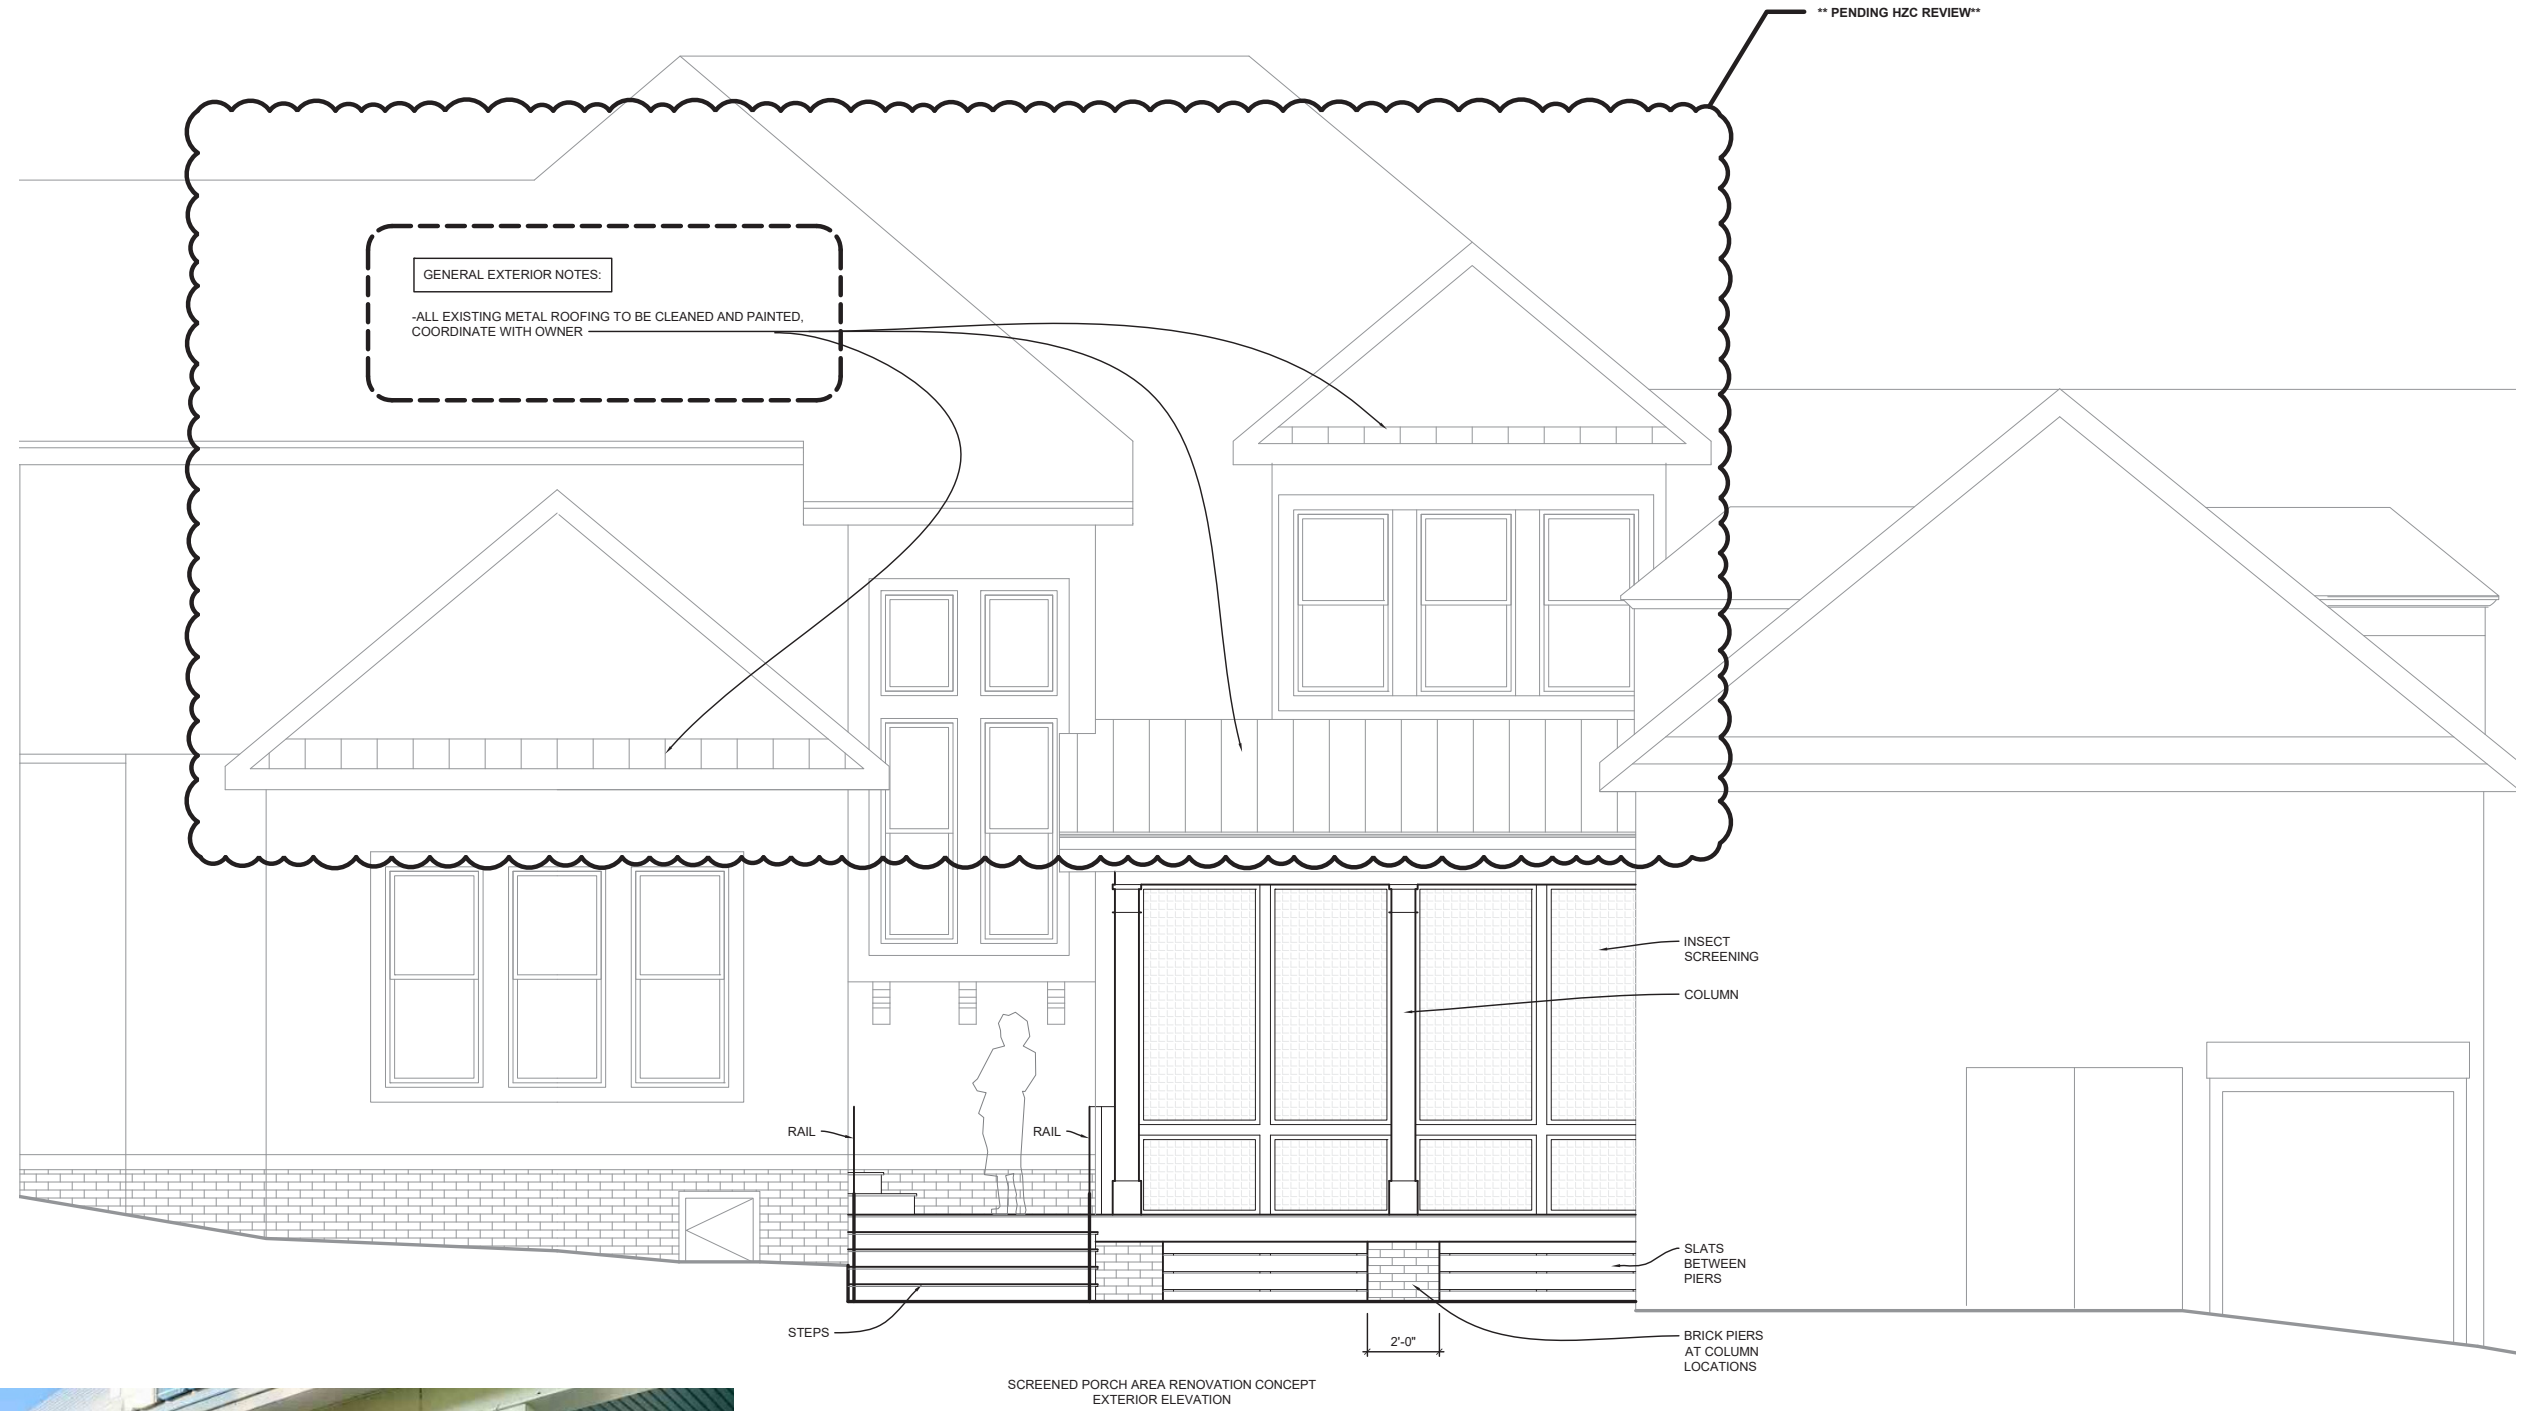 ** PENDING HZC REVIEW**
GENERAL EXTERIOR NOTES:
-ALL EXISTING METAL ROOFING TO BE CLEANED AND PAINTED,
COORDINATE WITH OWNER
INSECT
SCREENING
COLUMN
RAIL
RAIL
SLATS
BETWEEN
PIERS
STEPS
2'-0"
BRICK PIERS
AT COLUMN
LOCATIONS
SCREENED PORCH AREA RENOVATION CONCEPT
EXTERIOR ELEVATION